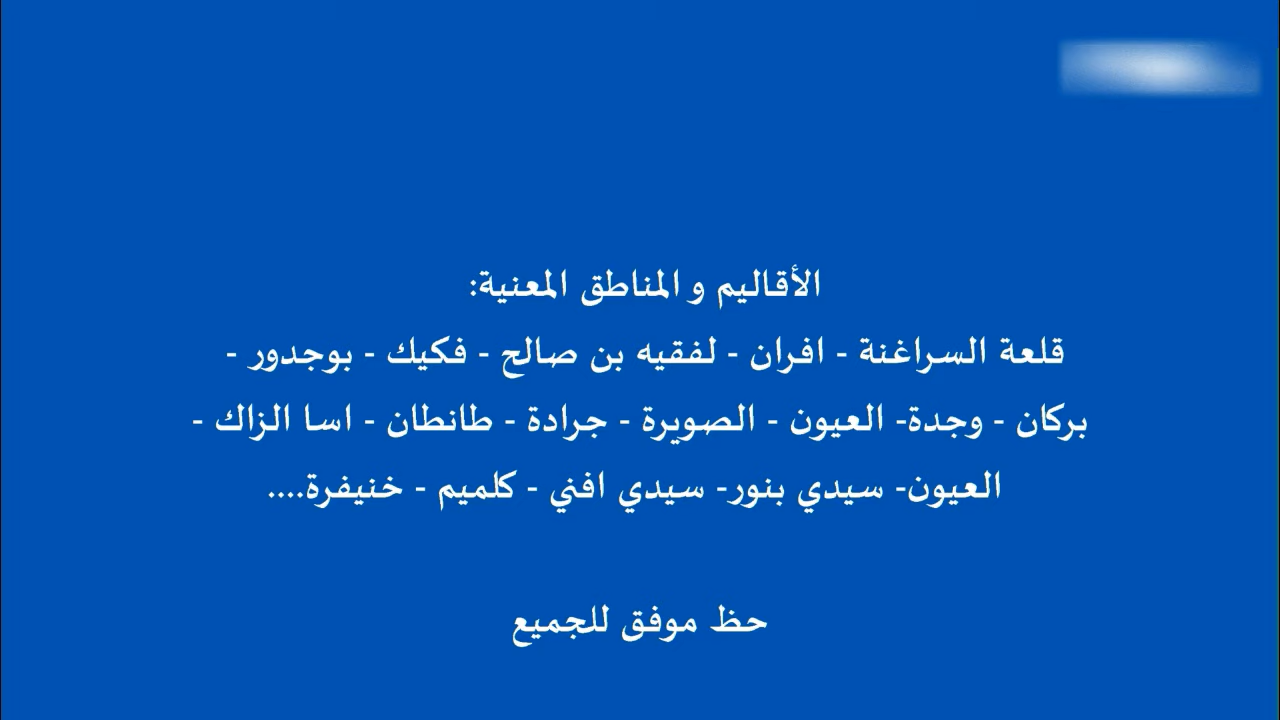 الأقاليم و المناطق المعنية:
قلعة السراغنة - افران - لفقيه بن صالح - فكيك - بوجدور -
بركان - وجدة- العيون - الصويرة - جرادة - طانطان - اسا الزاك -
العيون- سيدي بنور- سيدي افني - كلميم - خنيفرة....
حظ موفق للجميع